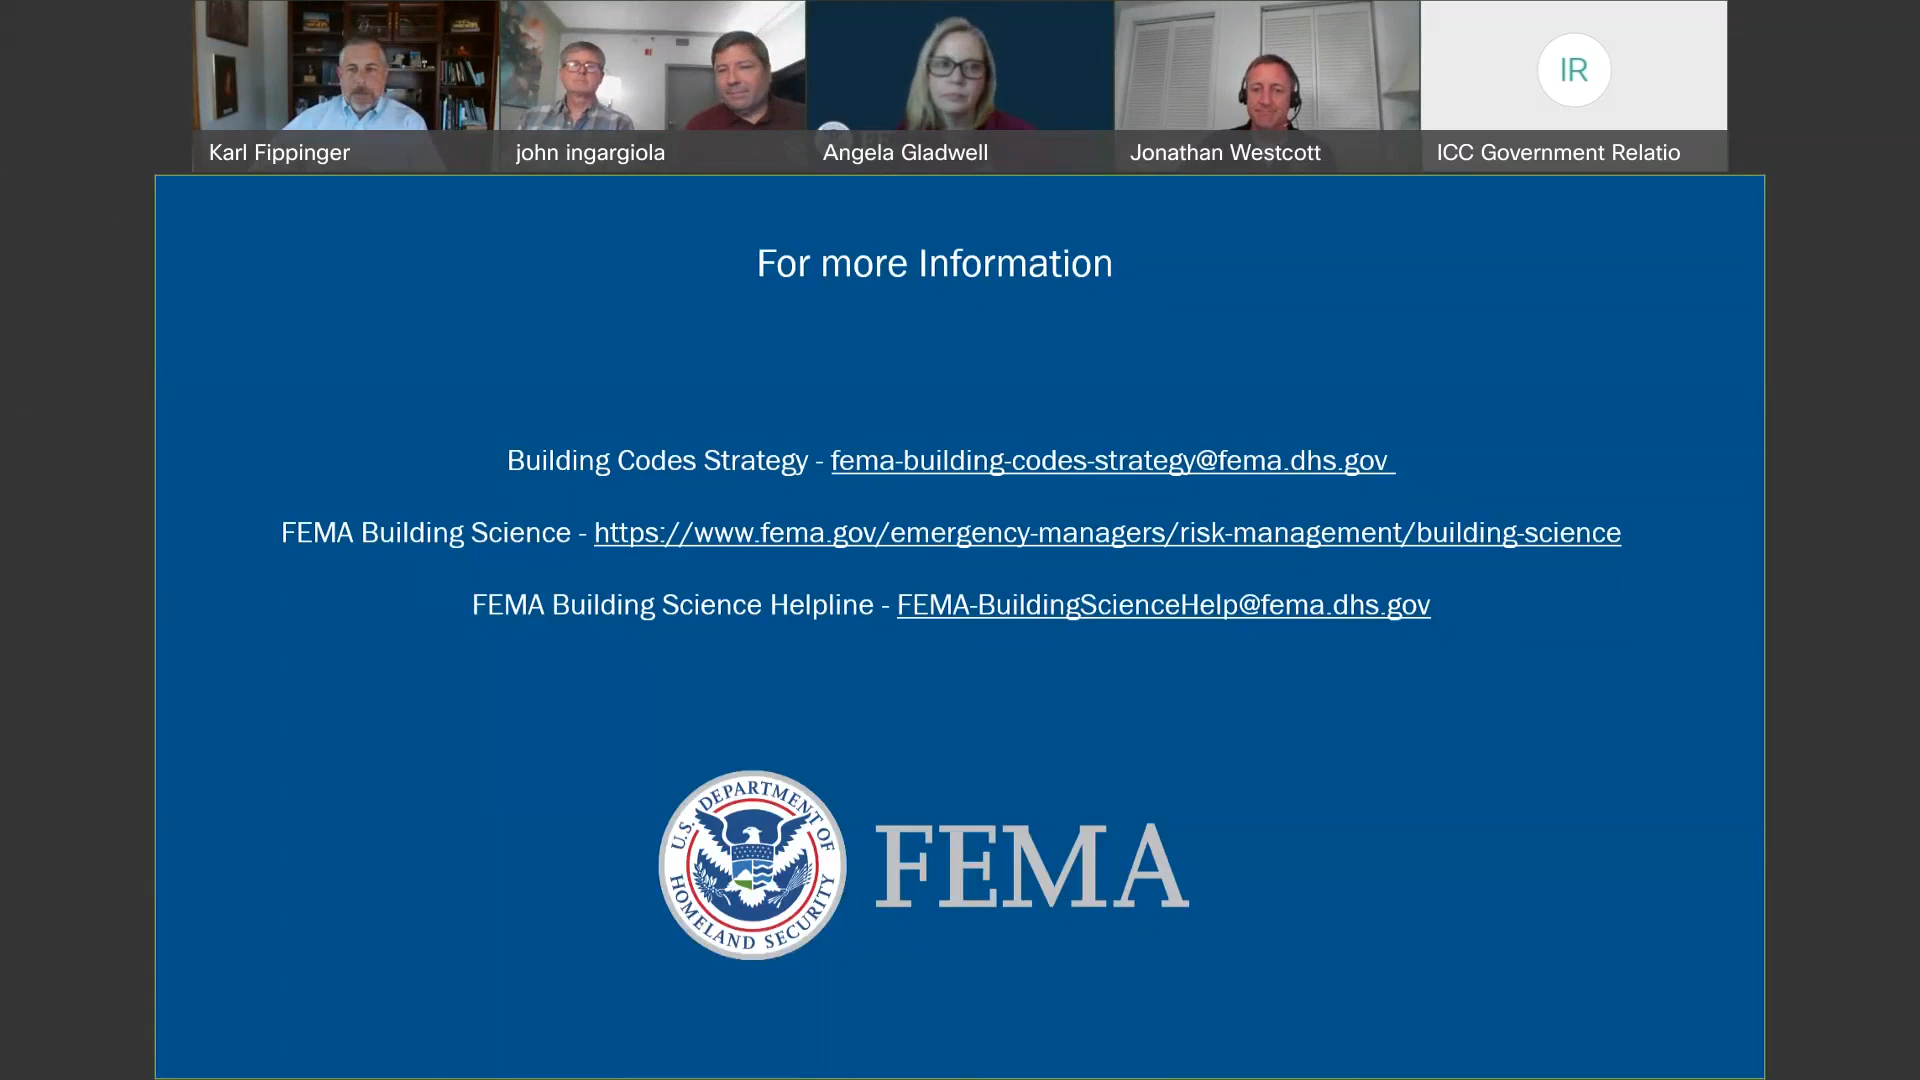 Karl Fippinger
john ingargiola
Angela Gladwell
Jonathan Westcott
IR
ICC Government Relatio
For more Information
Building Codes Strategy - fema-building-codes-strategy@fema.dhs.gov
FEMA Building Science - https://www.fema.gov/emergency-managers/risk-management/building-science
FEMA Building Science Helpline - FEMA-BuildingScienceHelp@fema.dhs.gov
U.S. DEPARTMENT OF
HOMELAND SECURITY
FEMA